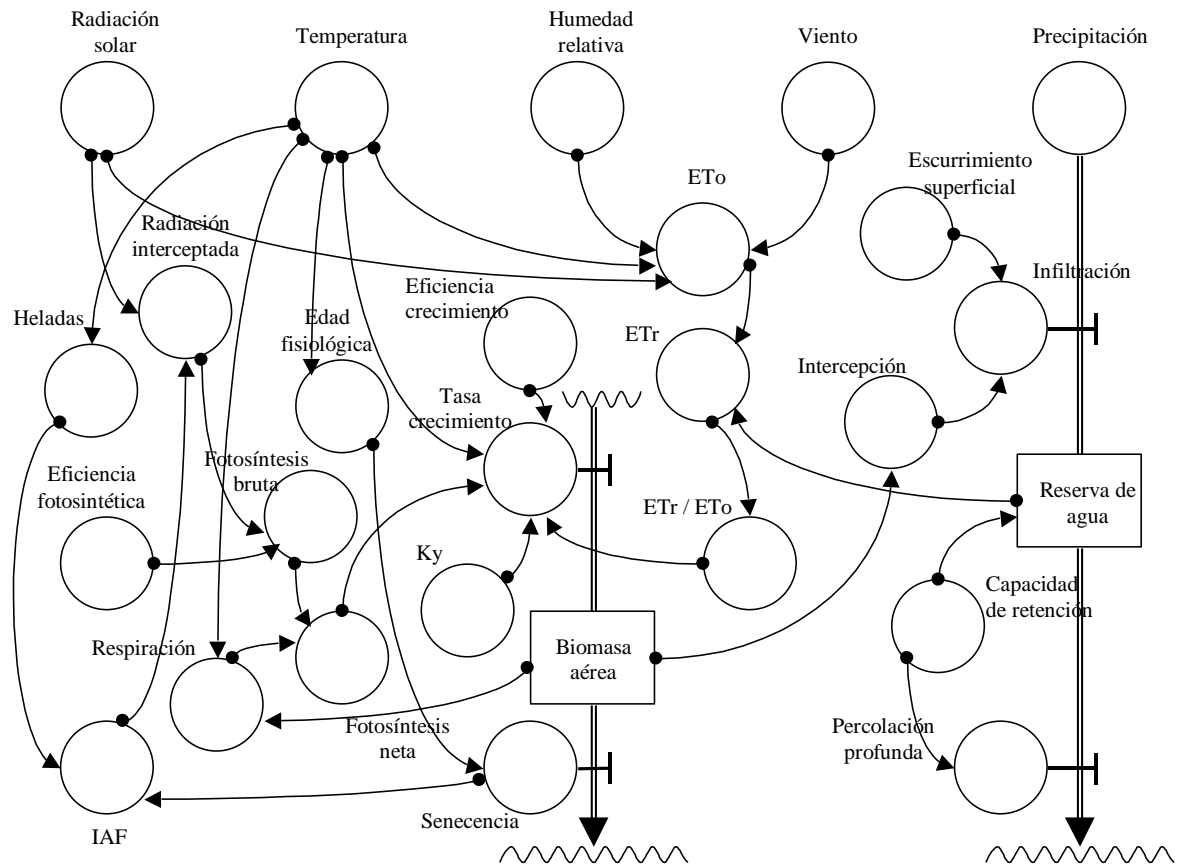 Radiación
solar
Temperatura
Humedad
relativa
Viento
Precipitación
Escurrimiento
superficial
ETo
Radiación
interceptada
Infiltración
Eficiencia
crecimiento
Heladas
Edad
fisiológica
ETr
Intercepción
Tasa
crecimiento
Fotosíntesis
bruta
Eficiencia
fotosintética
Reserva de
agua
ETr / ETo
Ky
Capacidad
de retención
Respiración
Biomasa
aérea
Fotosíntesis
neta
Percolación
profunda
Senecencia
IAF